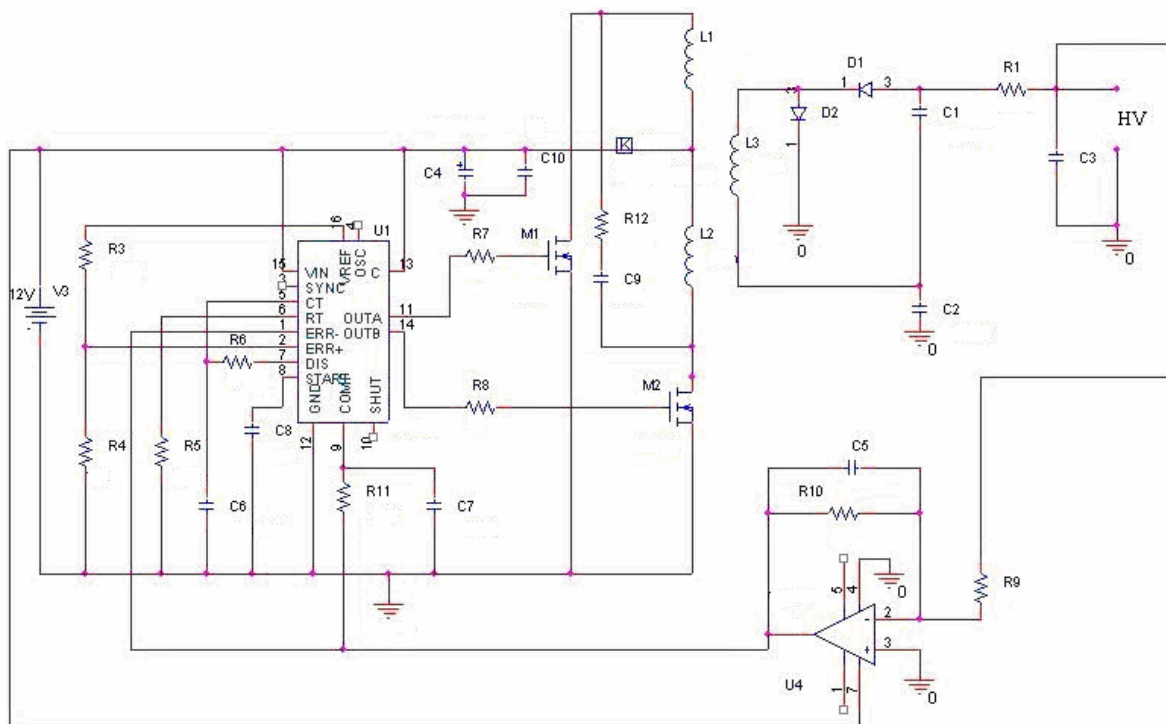 L1
D1
R1
1
3
3
D2
C1
HV
K
C4
+
C10
L3
1
C3
16
4
U1
R12
R3
R7
M1
L2
0
0
15
VIN
VREF
OSC
C
13
3
SYNC
C9
12V
V3
5
CT
6
RT
OUTA
11
C2
1
ERR-
OUTB
14
R6
2
ERR+
0
7
DIS
8
START
M2
GND
COMP
SHUT
R8
C8
R4
R5
12
9
10
C5
C6
R11
C7
R10
5
4
0
R9
-
2
+
3
U4
1
7
0